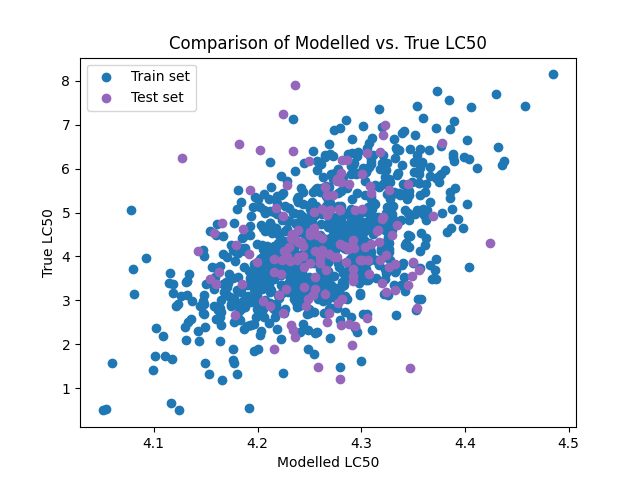 Comparison of Modelled vs. True LC50
Train set
Test set
True LC50
8
7
6
5
4
3
2
1
4.1 4.2 4.3 4.4 4.5
Modelled LC50